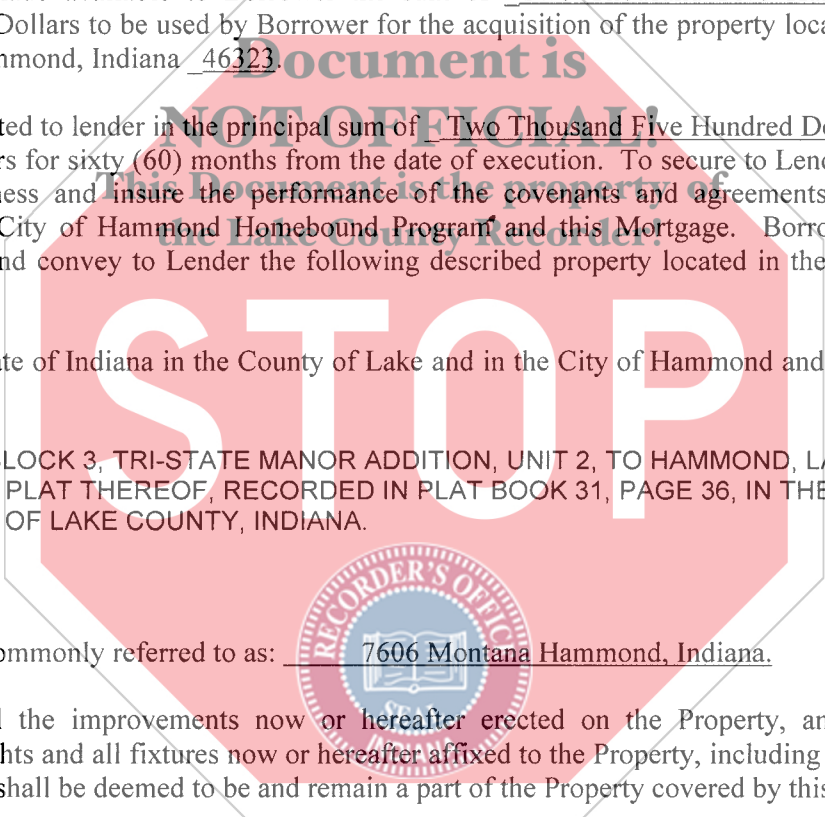 Dollars to be used by Borrower for the acquisition of the property loca
nmond, Indiana _46323.
Document is
NOT OFFICIAL!
ted to lender in the principal sum of _ Two Thousand Five Hundred Do
rs for sixty (60) months from the date of execution. To secure to Lend
This Document is the property of
ness and insure the performance of the covenants and agreements
the Lake County Recorder!
City of Hammond Homebound Program and this Mortgage. Borro
nd convey to Lender the following described property located in the
STOP
ate of Indiana in the County of Lake and in the City of Hammond and
BLOCK 3, TRI-STATE MANOR ADDITION, UNIT 2, TO HAMMOND, LA
PLAT THEREOF, RECORDED IN PLAT BOOK 31, PAGE 36, IN THE
OF LAKE COUNTY, INDIANA.
RECORDER'S OFFICE
SEAL
INDIANA
ommonly referred to as: 7606 Montana Hammond, Indiana.
l the improvements now or hereafter erected on the Property, an
hts and all fixtures now or hereafter affixed to the Property, including
shall be deemed to be and remain a part of the Property covered by this